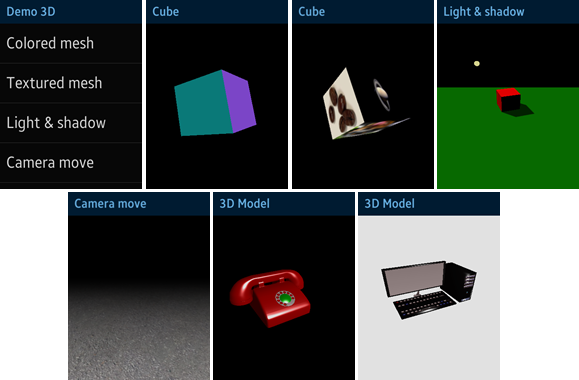 Demo 3D
Colored mesh
Textured mesh
Light & shadow
Camera move
Cube
Cube
Light & shadow
Camera move
3D Model
3D Model